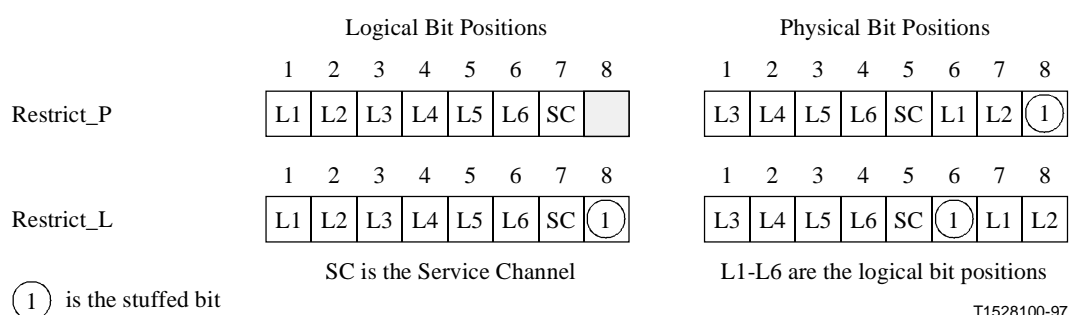 Logical Bit Positions Physical Bit Positions
1 2 3 4 5 6 7 8 1 2 3 4 5 6 7 8
Restrict_P L1 L2 L3 L4 L5 L6 SC L3 L4 L5 L6 SC L1 L2 1
1 2 3 4 5 6 7 8 1 2 3 4 5 6 7 8
Restrict_L L1 L2 L3 L4 L5 L6 SC 1 L3 L4 L5 L6 SC 1 L1 L2
SC is the Service Channel L1-L6 are the logical bit positions
1 is the stuffed bit
T1528100-97